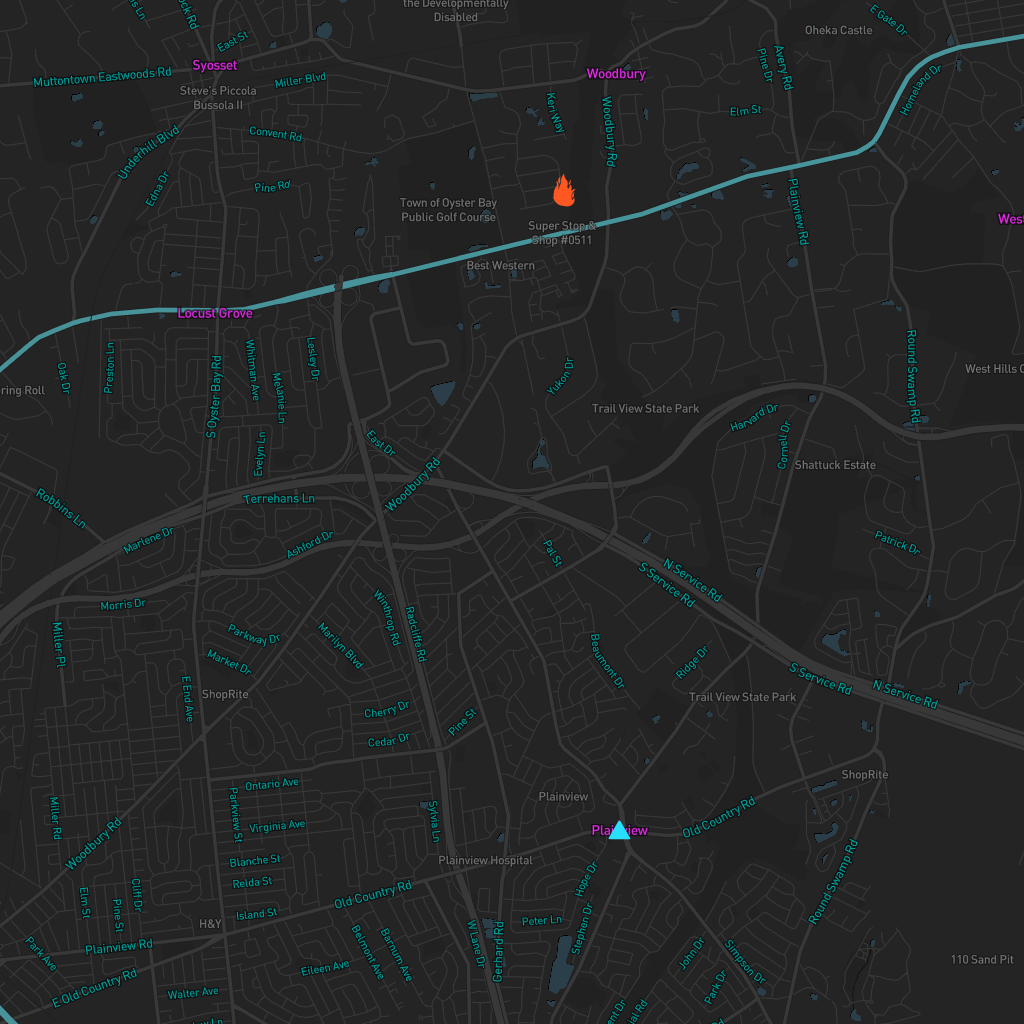 the Developmentally
Disabled
E Gate Dr
Oheka Castle
East St
Syosset
Muttontown Eastwoods Rd
Miller Blvd
Woodbury
Pine Dr
Avery Rd
Homeland Dr
Steve's Piccola
Bussola II
Keri Way
Woodbury Rd
Elm St
Underhill Blvd
Convent Rd
Edna Dr
Pine Rd
Town of Oyster Bay
Public Golf Course
Plainview Rd
West
Super Stop &
Shop #0511
Best Western
Locust Grove
Oak Dr
Preston Ln
S Oyster Bay Rd
Whitman Ave
Melanie Ln
Lesley Dr
Yukon Dr
Round Swamp Rd
West Hills C
ring Roll
Trail View State Park
Harvard Dr
Cornell Dr
East Dr
Evelyn Ln
Woodbury Rd
Shattuck Estate
Robbins Ln
Terrehans Ln
Marlene Dr
Ashford Dr
Pal St
Patrick Dr
N Service Rd
S Service Rd
Morris Dr
Winthrop Rd
Radcliffe Rd
Miller Pl
Parkway Dr
Marilyn Blvd
Market Dr
Beaumont Dr
Ridge Dr
S Service Rd
N Service Rd
E End Ave
ShopRite
Trail View State Park
Cherry Dr
Pine St
Cedar Dr
ShopRite
Ontario Ave
Plainview
Miller Rd
Parkview St
Virginia Ave
Sylvia Ln
Plainview
Old Country Rd
Woodbury Rd
Blanche St
Plainview Hospital
Relda St
Hope Dr
Round Swamp Rd
Elm St
Pine St
Cliff Dr
Old Country Rd
Island St
H&Y
Peter Ln
Stephen Dr
Plainview Rd
Park Ave
Belmont Ave
Barnum Ave
W Lane Dr
Gerhard Rd
John Dr
Simpson Dr
110 Sand Pit
Eileen Ave
E Old Country Rd
Walter Ave
Park Dr